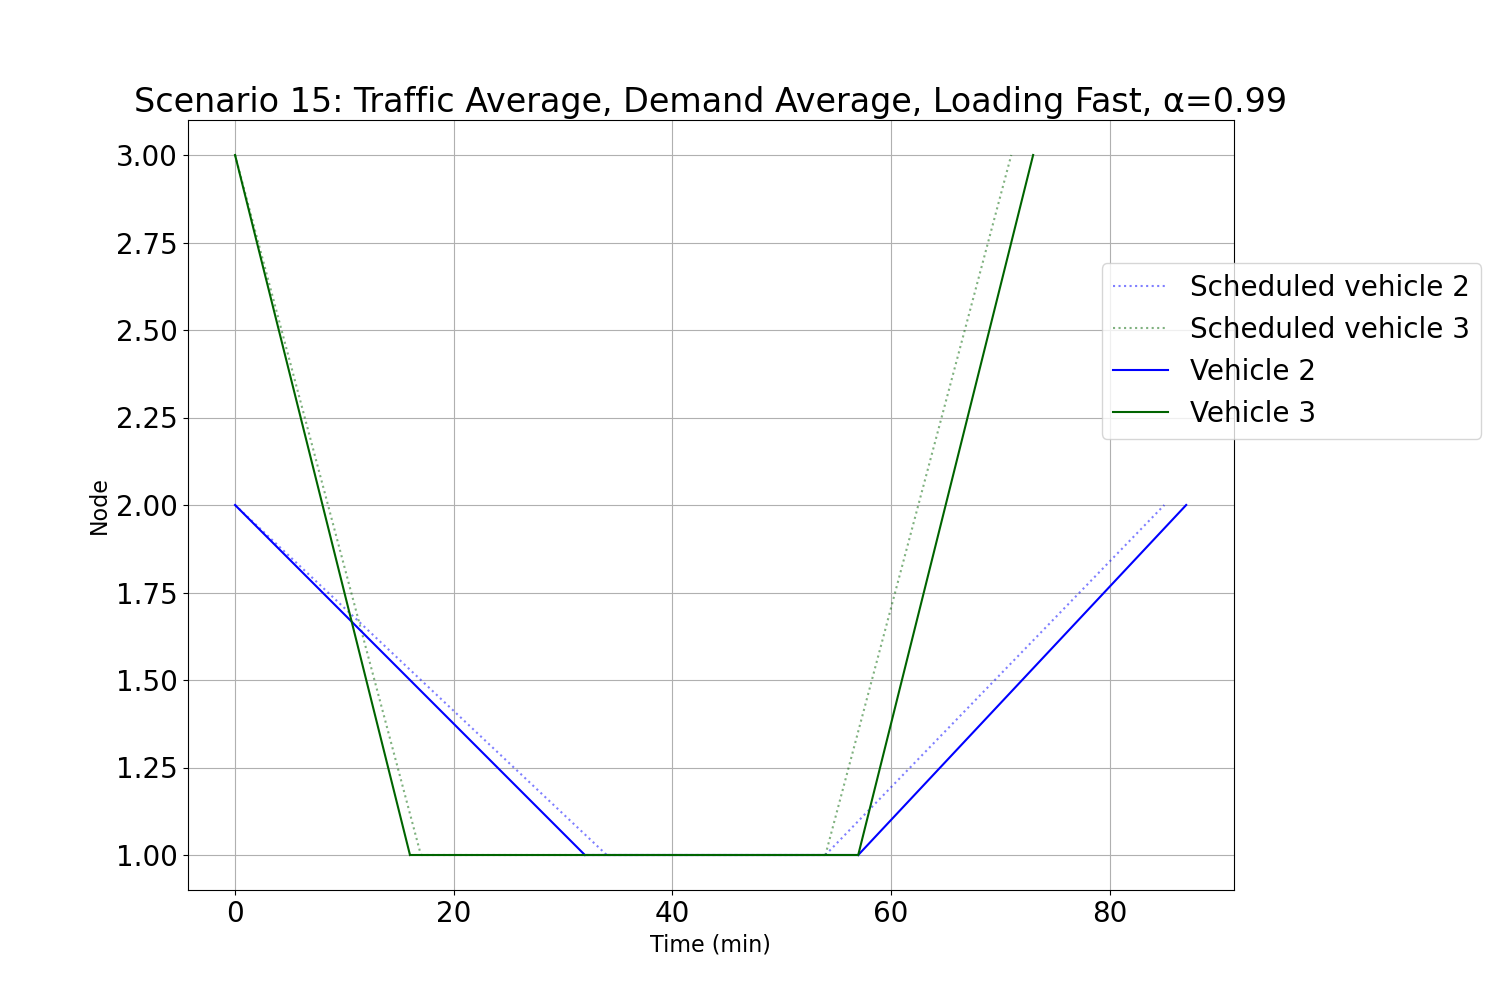 Scenario 15: Traffic Average, Demand Average, Loading Fast, α=0.99
3.00
2.75
2.50
2.25
2.00
1.75
1.50
1.25
1.00
Node
0 20 40 60 80
Time (min)
Scheduled vehicle 2
Scheduled vehicle 3
Vehicle 2
Vehicle 3